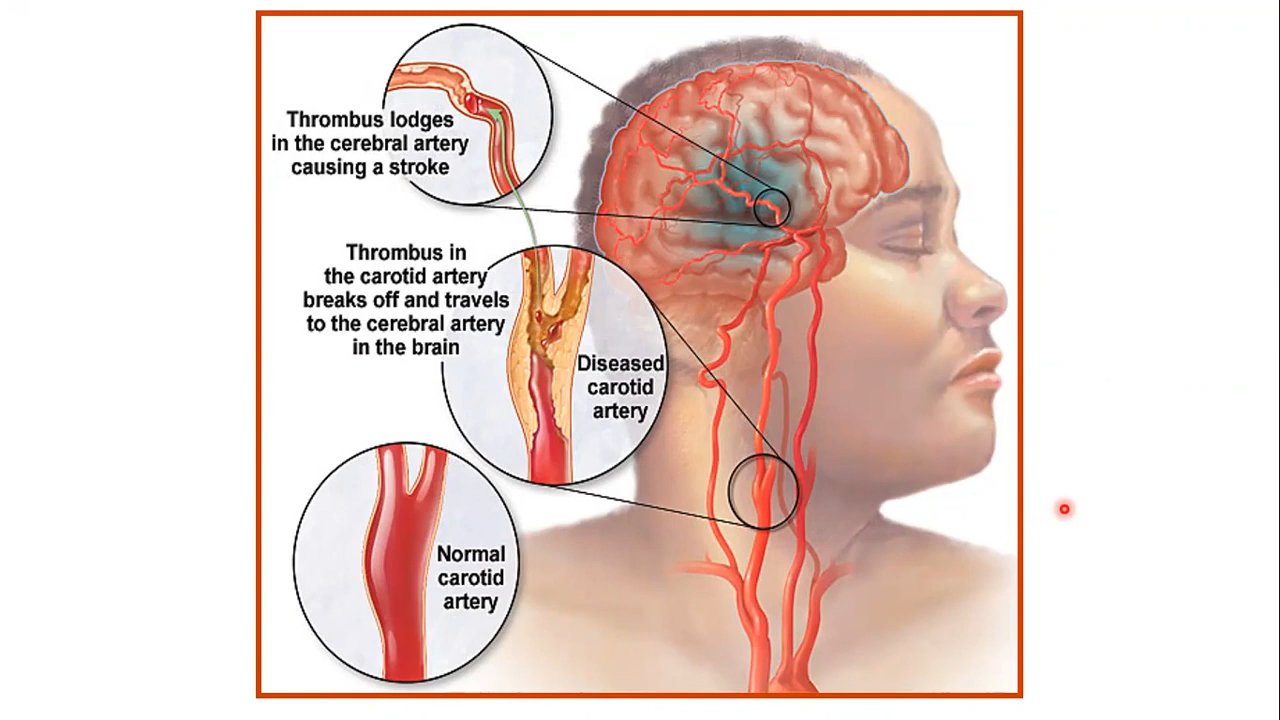 Thrombus lodges
in the cerebral artery
causing a stroke
Thrombus in
the carotid artery
breaks off and travels
to the cerebral artery
in the brain
Diseased
carotid
artery
Normal
carotid
artery